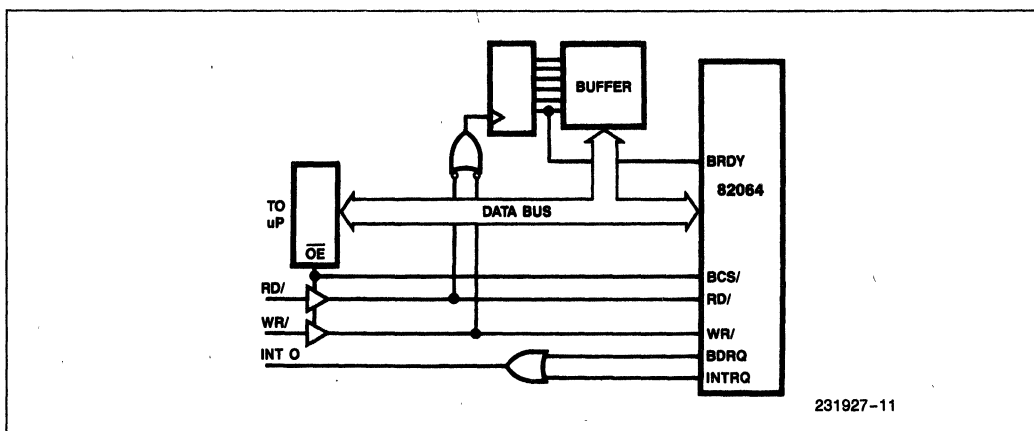 BUFFER
BRDY
82064
TO
uP
DATA BUS
OE
BCS/
RD/
RD/
WR/
WR/
BDRQ
INT O
INTRQ
231927-11